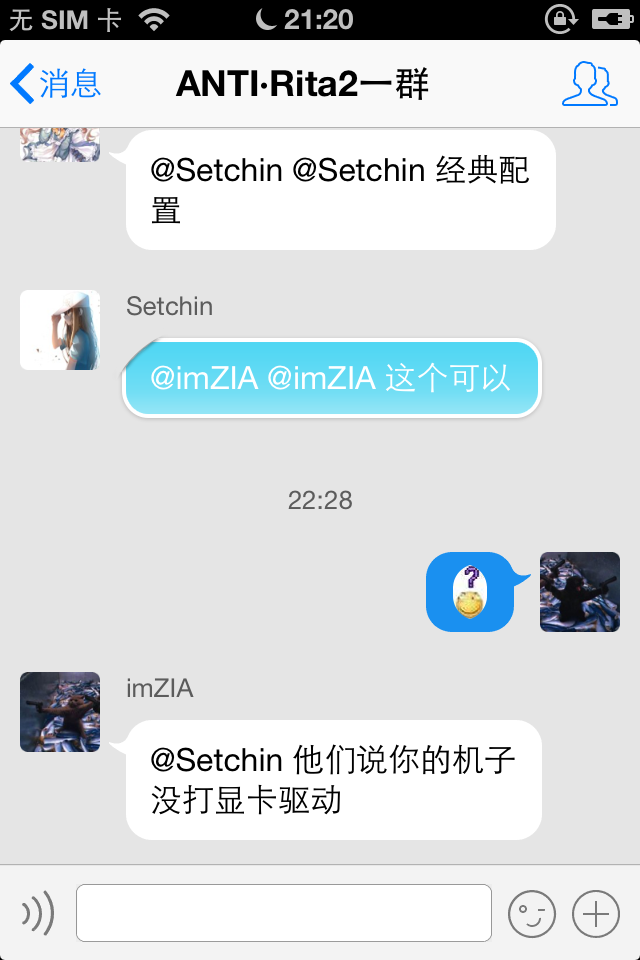 无 SIM 卡 21:20
消息 ANTI·Rita2一群
@Setchin @Setchin 经典配
置
Setchin
@imZIA @imZIA 这个可以
22:28
?
imZIA
@Setchin 他们说你的机子
没打显卡驱动